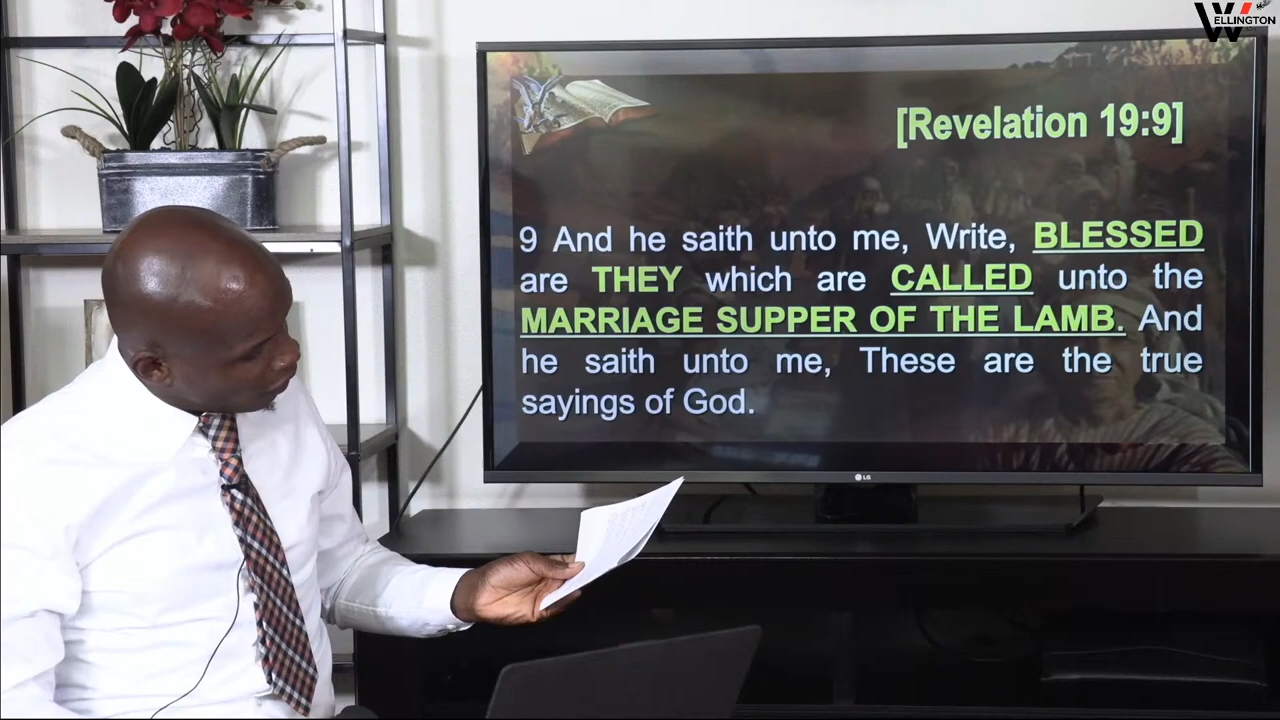 WELLINGTON
[Revelation 19:9]
9 And he saith unto me, Write, BLESSED
are THEY which are CALLED unto the
MARRIAGE SUPPER OF THE LAMB. And
he saith unto me, These are the true
sayings of God.
LG